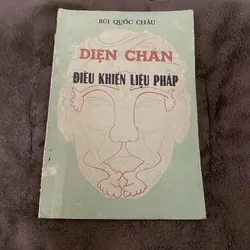 BÙI QUỐC CHÂU
DIỆN CHẨN
ĐIỀU KHIỂN LIỆU PHÁP